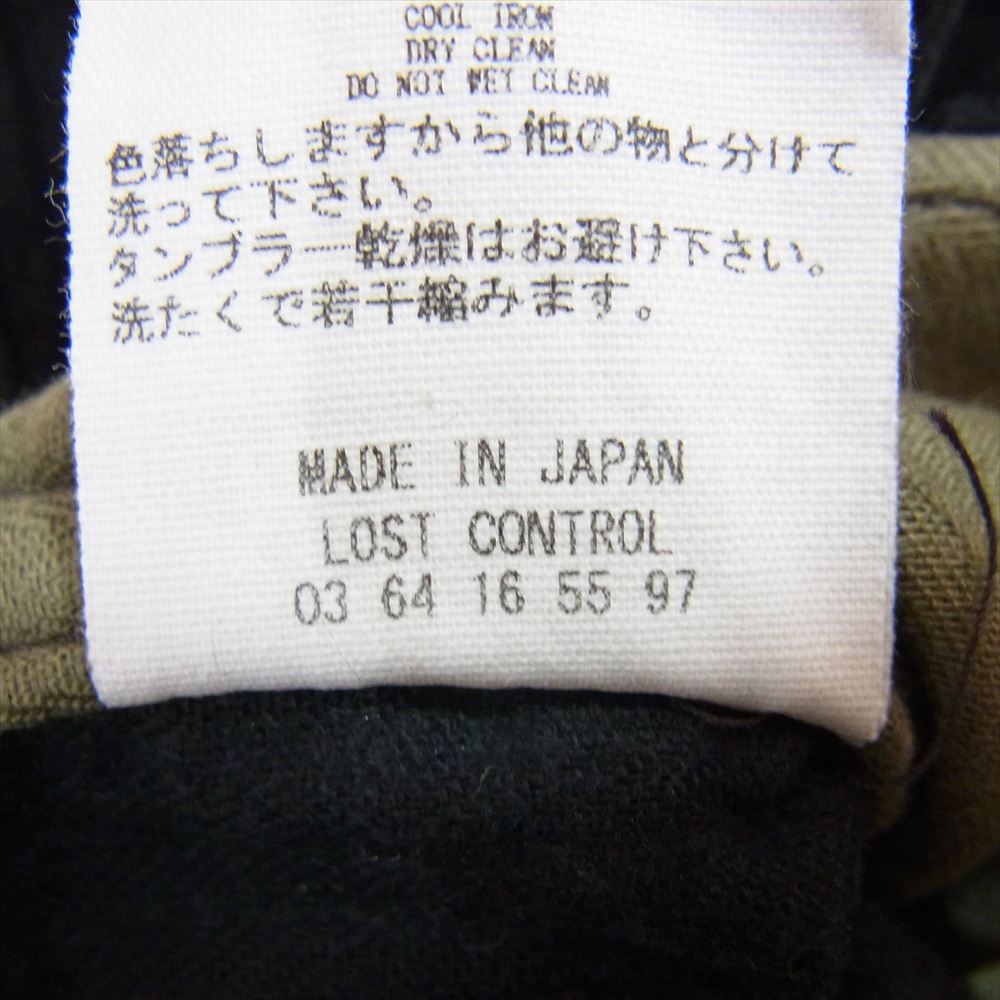 COOL IRON
DRY CLEAN
DO NOT WET CLEAN
色落ちしますから他の物と分けて
洗って下さい。
タンブラー乾燥はお避け下さい。
洗たくで若干縮みます。
MADE IN JAPAN
LOST CONTROL
03 64 16 55 97